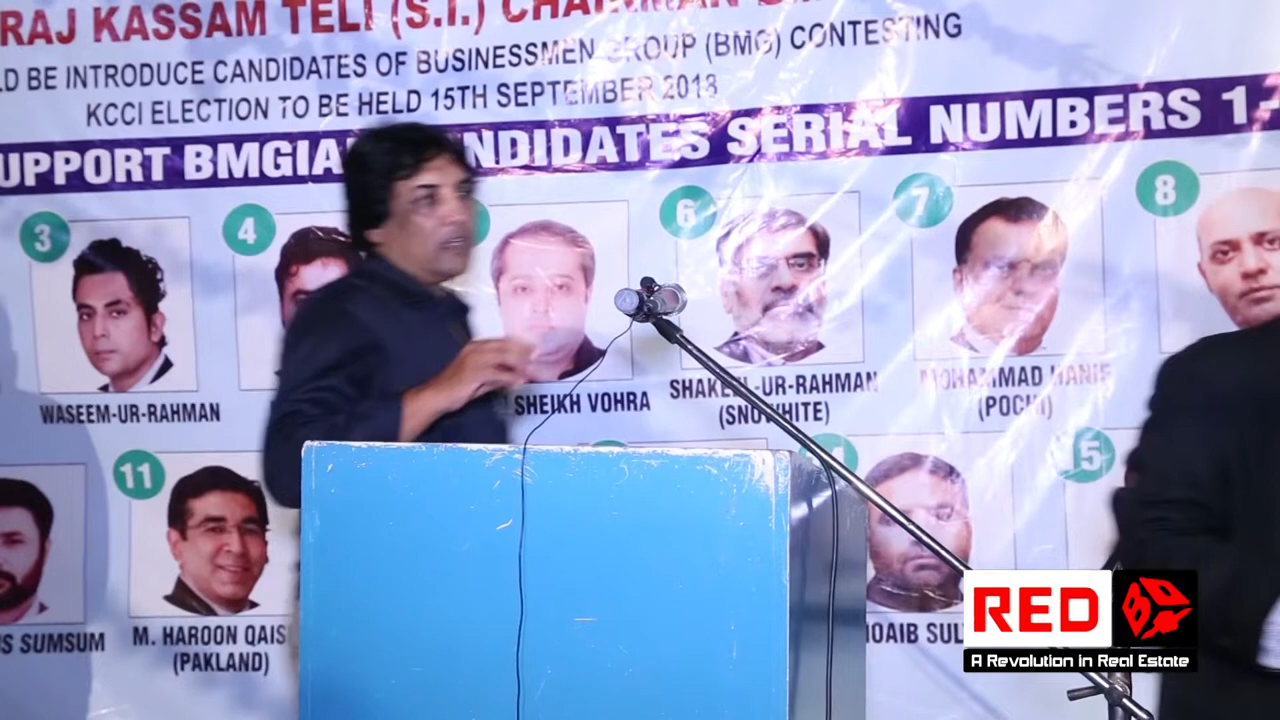 RAJ KASSAM TELI (S.I.) CHAIRMAN
BE INTRODUCE CANDIDATES OF BUSINESSMEN GROUP (BMG) CONTESTING
KCCI ELECTION TO BE HELD 15TH SEPTEMBER 2018
UPPORT BMGIA NDIDATES SERIAL NUMBERS 1
3
4
6
7
8
WASEEM-UR-RAHMAN
SHEIKH VOHRA
SHAKEEL-UR-RAHMAN
(SNOWHITE)
MOHAMMAD HANIF
(POCHI)
11
5
S SUMSUM
M. HAROON QAIS
(PAKLAND)
HOAIB SUL
RED BOX
A Revolution in Real Estate